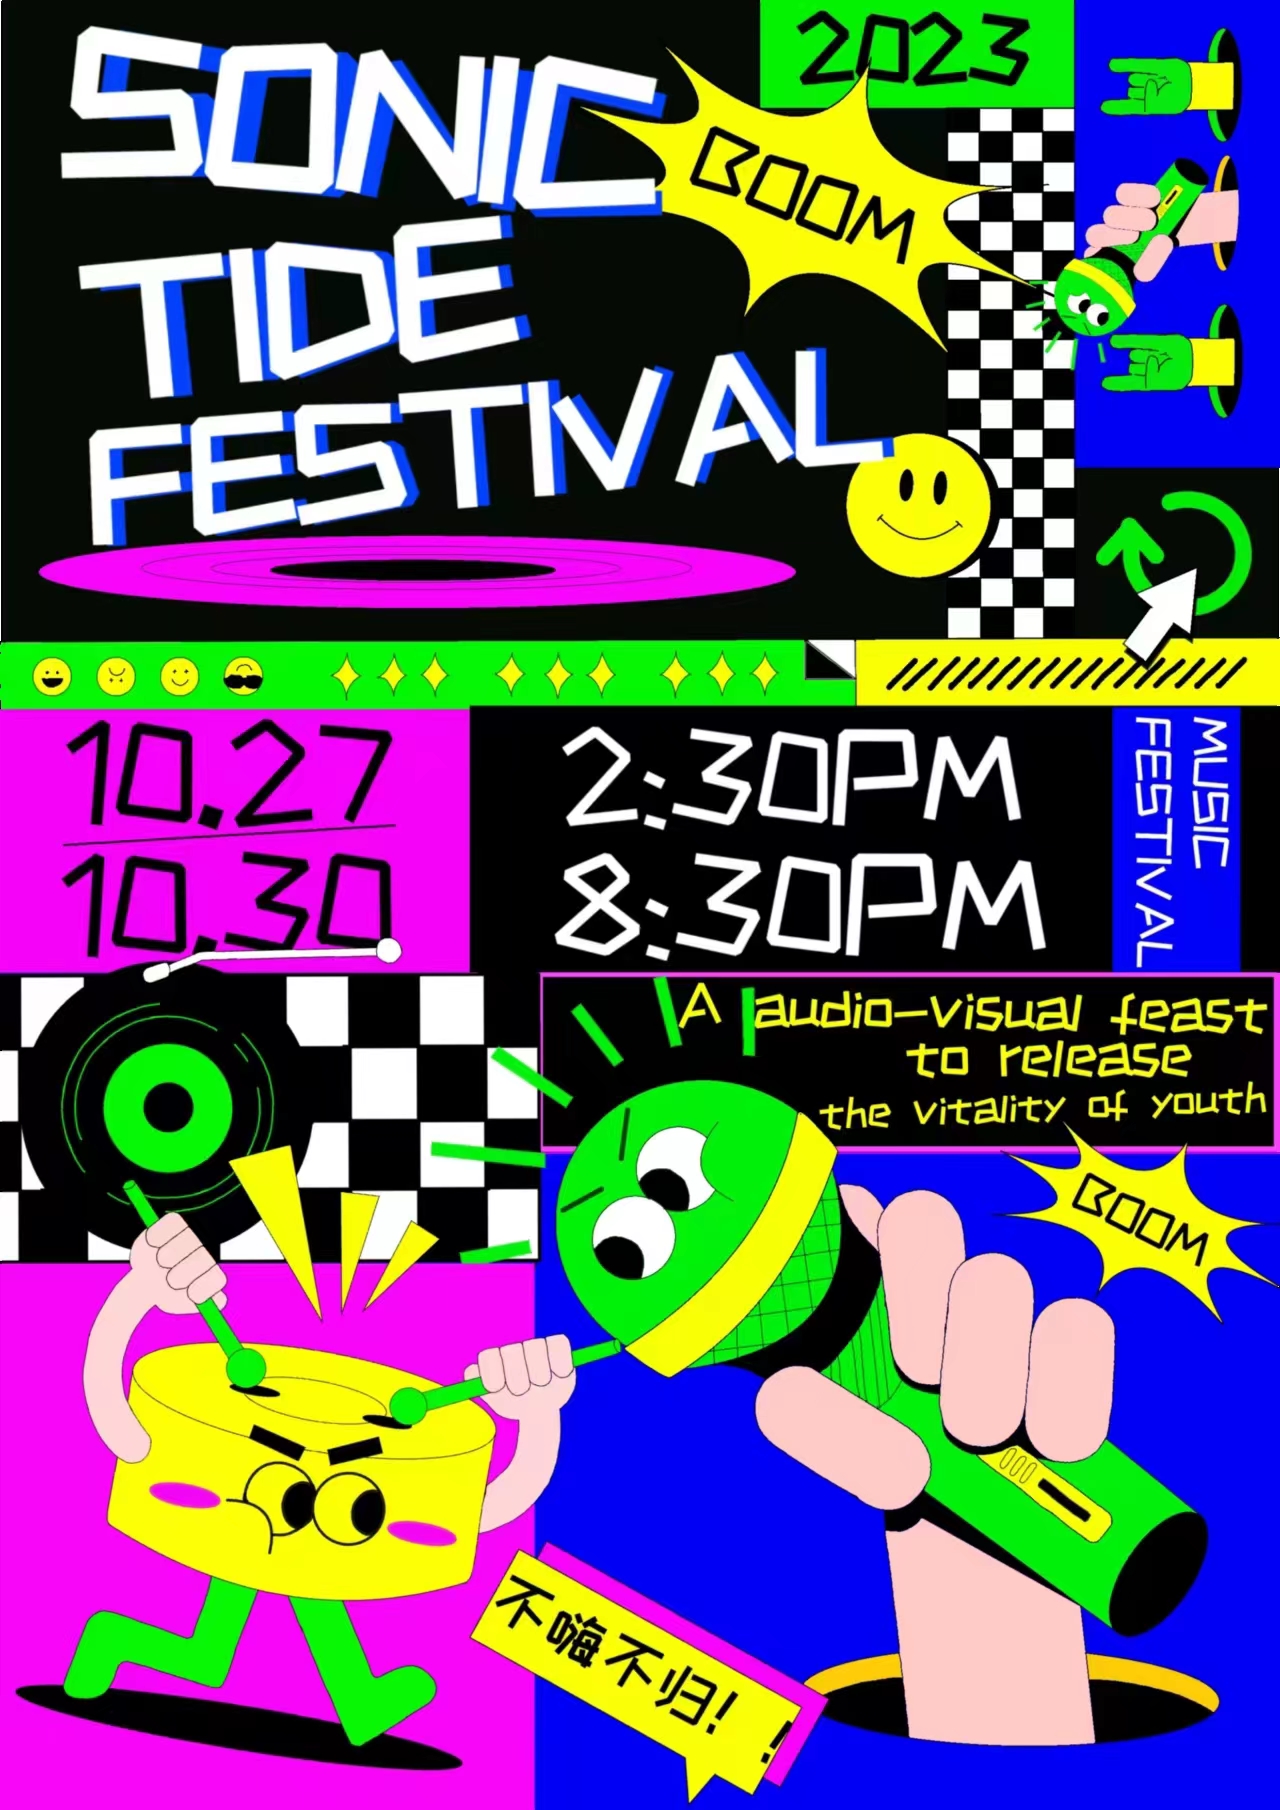 2023
SONIC
TIDE
FESTIVAL
BOOM
10.27
10.30
2:30PM
8:30PM
MUSIC
FESTIVAL
A audio-visual feast
to release
the vitality of youth
BOOM
不嗨不归! !